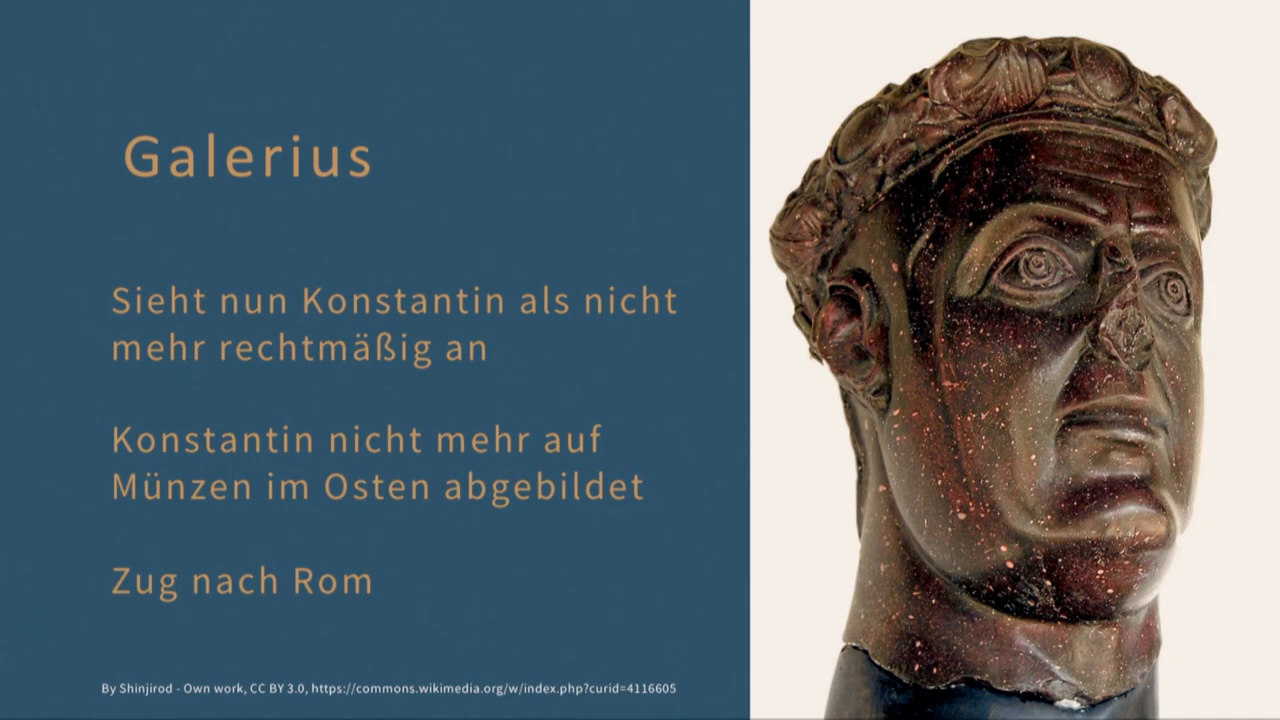 Galerius
Sieht nun Konstantin als nicht
mehr rechtmäßig an
Konstantin nicht mehr auf
Münzen im Osten abgebildet
Zug nach Rom
By Shinjirod - Own work, CC BY 3.0, https://commons.wikimedia.org/w/index.php?curid=4116605